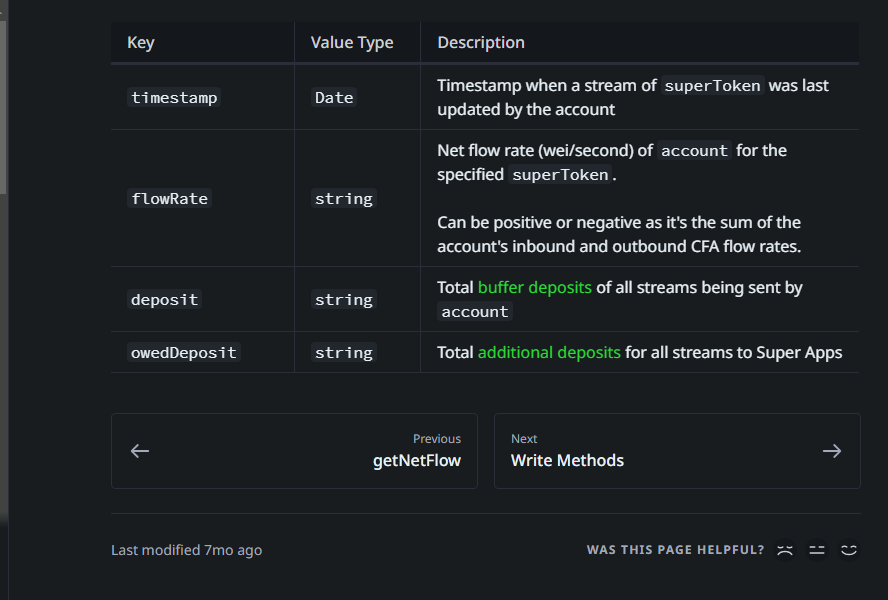 Key Value Type Description
timestamp Date Timestamp when a stream of superToken was last
updated by the account
flowRate string Net flow rate (wei/second) of account for the
specified superToken.
Can be positive or negative as it's the sum of the
account's inbound and outbound CFA flow rates.
deposit string Total buffer deposits of all streams being sent by
account
owedDeposit string Total additional deposits for all streams to Super Apps
Previous
getNetFlow
Next
Write Methods
Last modified 7mo ago
WAS THIS PAGE HELPFUL?